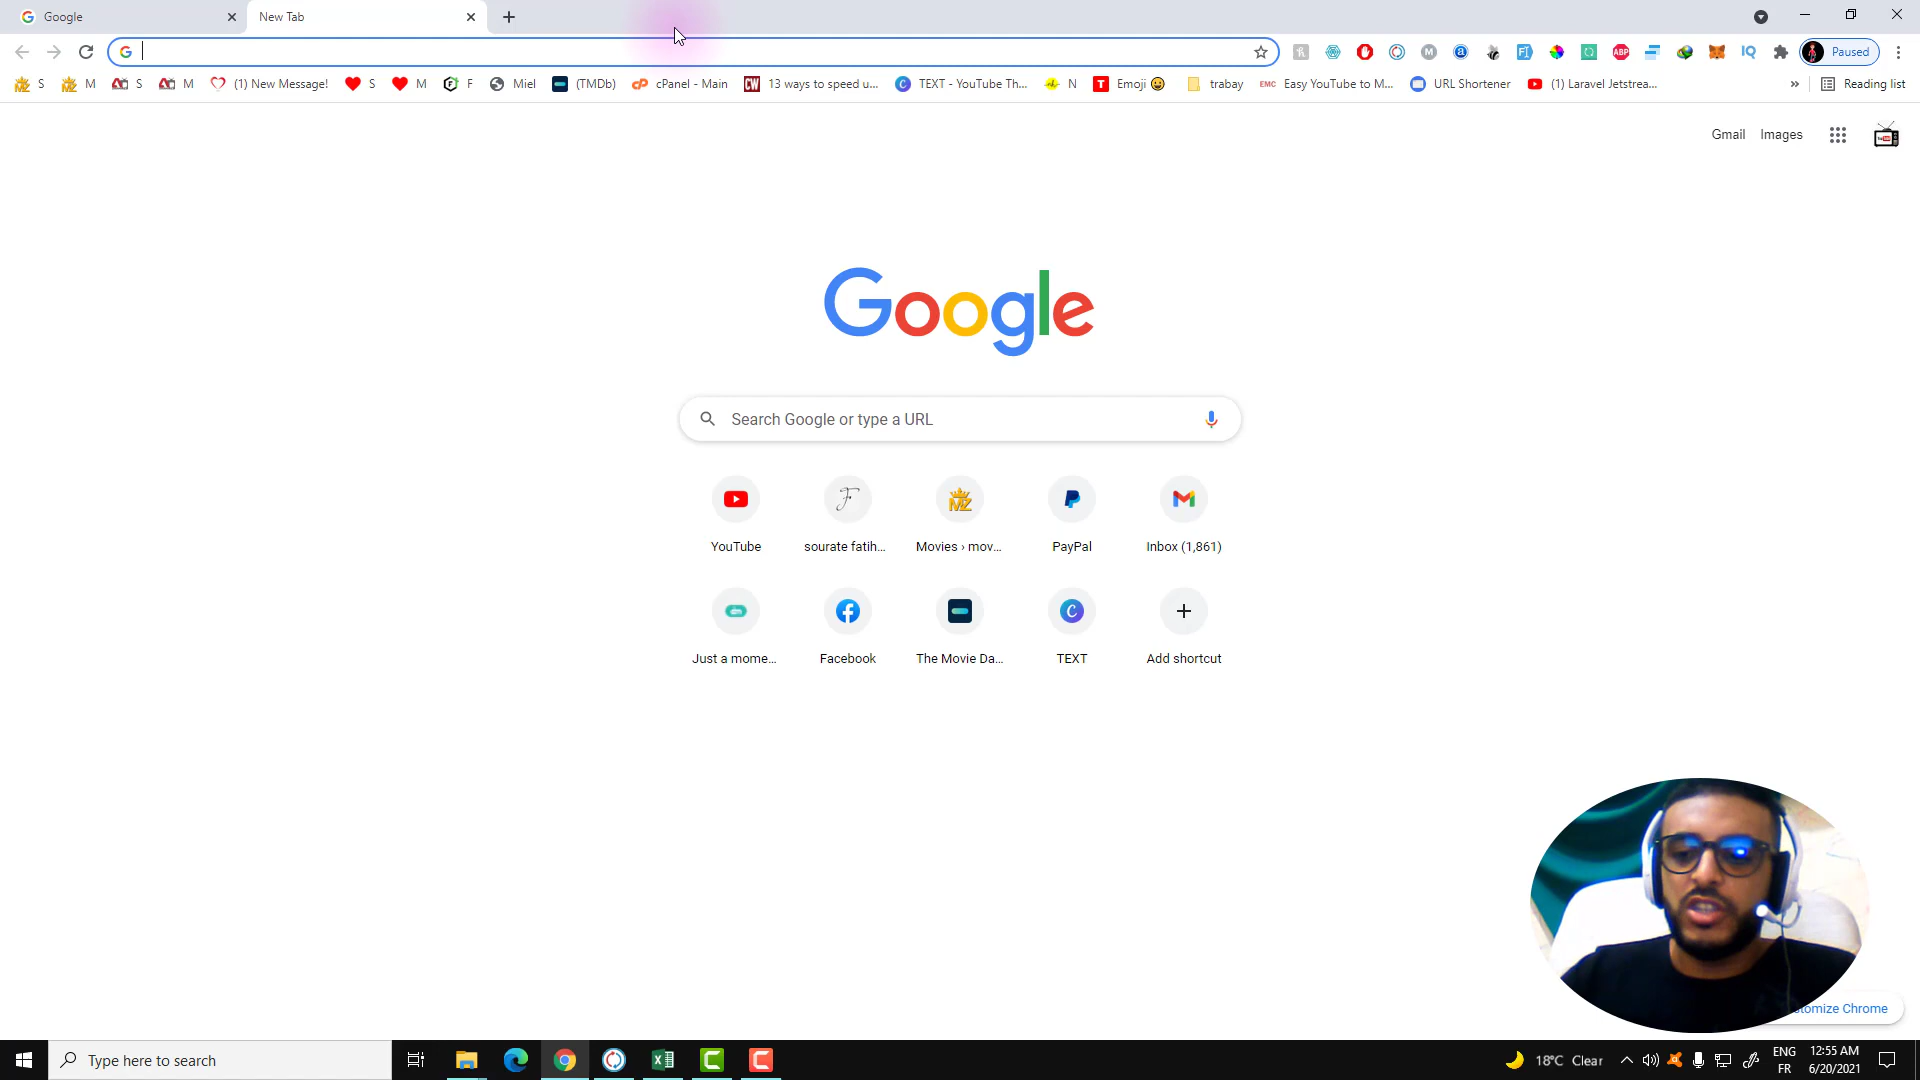 Google
New Tab
S
M
S
M
(1) New Message!
S
M
F
Miel
(TMDb)
cPanel - Main
13 ways to speed u...
TEXT - YouTube Th...
N
Emoji 😀
trabay
EMC Easy YouTube to M...
URL Shortener
(1) Laravel Jetstrea...
»
Reading list
Paused
Gmail Images
Google
Search Google or type a URL
YouTube
sourate fatih...
Movies › mov...
PayPal
Inbox (1,861)
Just a mome...
Facebook
The Movie Da...
TEXT
Add shortcut
tomize Chrome
Type here to search
18°C Clear
ENG
FR
12:55 AM
6/20/2021